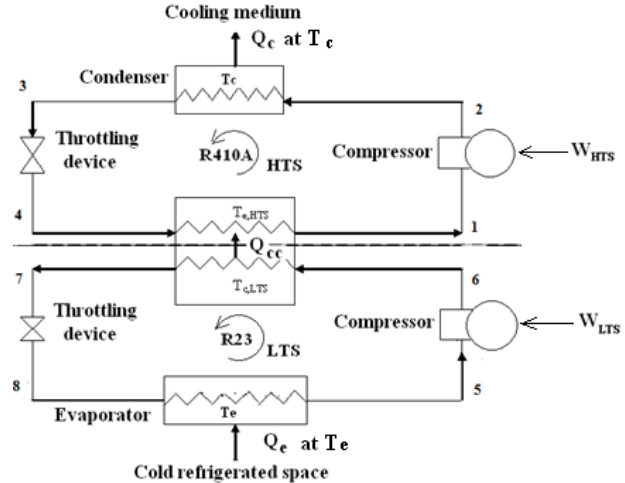 Cooling medium
Q_c at T_c
Condenser
T_c
3
2
Throttling
device
R410A
HTS
Compressor
W_HTS
4
T_e,HTS
1
Q_cc
7
T_c,LTS
6
Throttling
device
R23
LTS
Compressor
W_LTS
8
5
Evaporator
Te
Q_e at Te
Cold refrigerated space